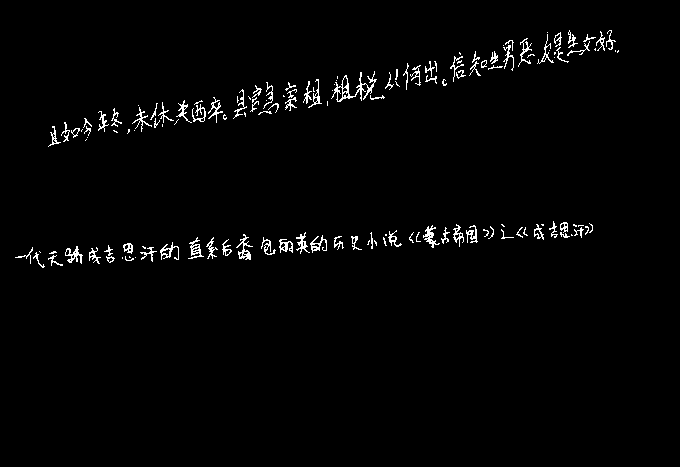 且如今年冬,未休关西卒。县官急索租,租税从何出。信知生男恶,反是生女好.
一代天骄成吉思汗的直系后裔包丽英的历史小说《《蒙古帝国》》之《《成吉思汗》》